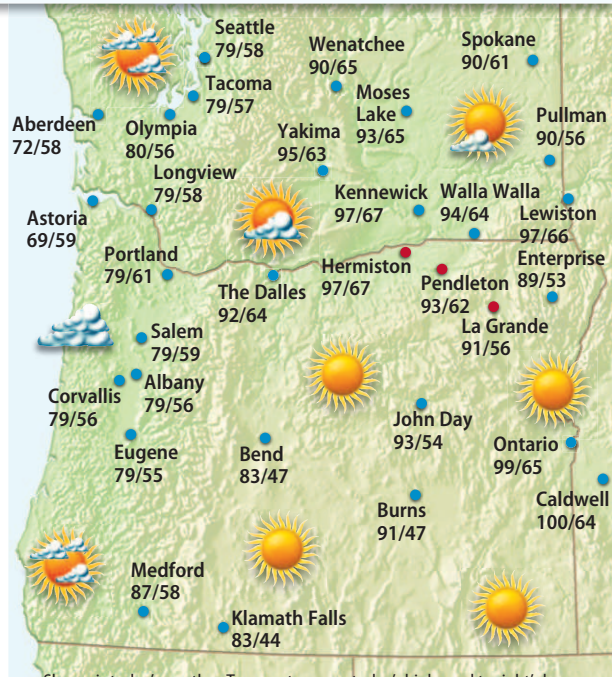 Seattle
79/58
Wenatchee
90/65
Spokane
90/61
Tacoma
79/57
Moses
Lake
93/65
Aberdeen
72/58
Olympia
80/56
Yakima
95/63
Pullman
90/56
Longview
79/58
Kennewick
97/67
Walla Walla
94/64
Lewiston
97/66
Astoria
69/59
Portland
79/61
The Dalles
92/64
Hermiston
97/67
Pendleton
93/62
Enterprise
89/53
La Grande
91/56
Salem
79/59
Corvallis
79/56
Albany
79/56
John Day
93/54
Ontario
99/65
Eugene
79/55
Bend
83/47
Caldwell
100/64
Burns
91/47
Medford
87/58
Klamath Falls
83/44